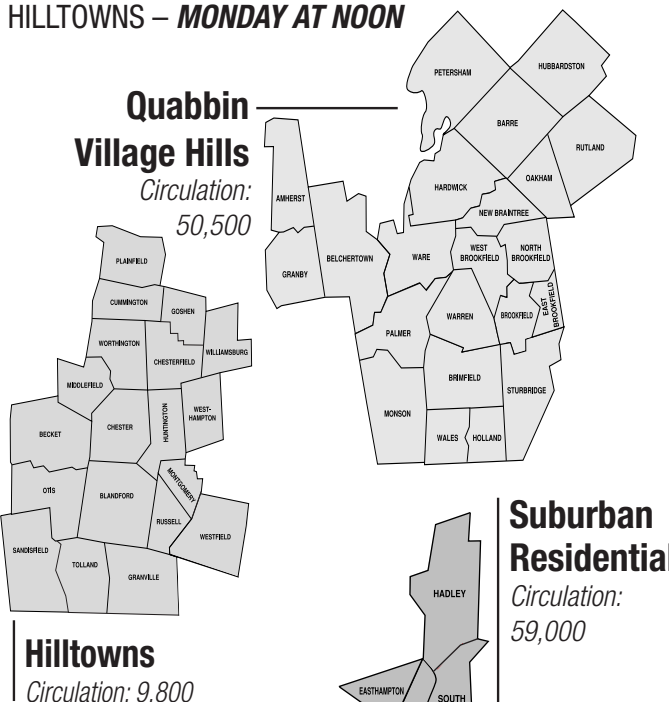 HILLTOWNS – MONDAY AT NOON
Quabbin
Village Hills
Circulation:
50,500
PETERSHAM
HUBBARDSTON
BARRE
RUTLAND
OAKHAM
HARDWICK
NEW BRAINTREE
AMHERST
BELCHERTOWN
GRANBY
WARE
WEST
BROOKFIELD
NORTH
BROOKFIELD
EAST
BROOKFIELD
BROOKFIELD
WARREN
PALMER
BRIMFIELD
STURBRIDGE
MONSON
WALES
HOLLAND
PLAINFIELD
CUMMINGTON
GOSHEN
WORTHINGTON
CHESTERFIELD
WILLIAMSBURG
MIDDLEFIELD
BECKET
CHESTER
HUNTINGTON
WEST-
HAMPTON
MONTGOMERY
OTIS
BLANDFORD
RUSSELL
WESTFIELD
SANDISFIELD
TOLLAND
GRANVILLE
Hilltowns
Circulation: 9,800
Suburban
Residential
Circulation:
59,000
HADLEY
EASTHAMPTON
SOUTH